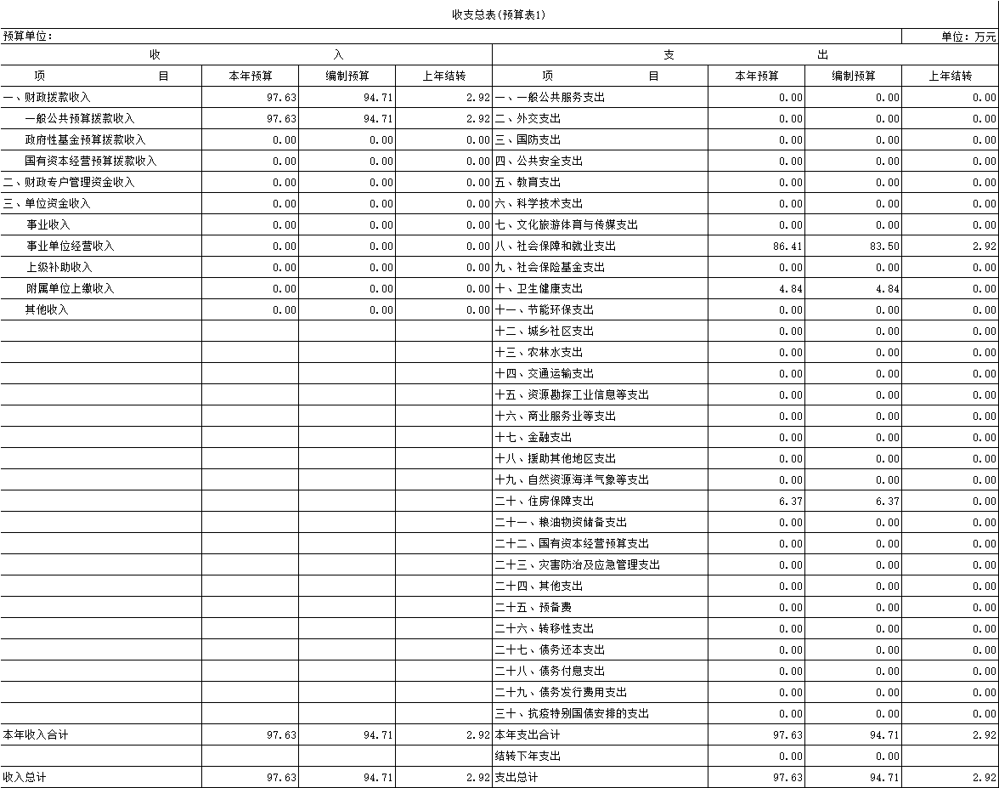 收支总表(预算表1)
预算单位： 单位：万元
收 入 支 出
项 目 本年预算 编制预算 上年结转 项 目 本年预算 编制预算 上年结转
一、财政拨款收入 97.63 94.71 2.92 一、一般公共服务支出 0.00 0.00 0.00
一般公共预算拨款收入 97.63 94.71 2.92 二、外交支出 0.00 0.00 0.00
政府性基金预算拨款收入 0.00 0.00 0.00 三、国防支出 0.00 0.00 0.00
国有资本经营预算拨款收入 0.00 0.00 0.00 四、公共安全支出 0.00 0.00 0.00
二、财政专户管理资金收入 0.00 0.00 0.00 五、教育支出 0.00 0.00 0.00
三、单位资金收入 0.00 0.00 0.00 六、科学技术支出 0.00 0.00 0.00
事业收入 0.00 0.00 0.00 七、文化旅游体育与传媒支出 0.00 0.00 0.00
事业单位经营收入 0.00 0.00 0.00 八、社会保障和就业支出 86.41 83.50 2.92
上级补助收入 0.00 0.00 0.00 九、社会保险基金支出 0.00 0.00 0.00
附属单位上缴收入 0.00 0.00 0.00 十、卫生健康支出 4.84 4.84 0.00
其他收入 0.00 0.00 0.00 十一、节能环保支出 0.00 0.00 0.00
十二、城乡社区支出 0.00 0.00 0.00
十三、农林水支出 0.00 0.00 0.00
十四、交通运输支出 0.00 0.00 0.00
十五、资源勘探工业信息等支出 0.00 0.00 0.00
十六、商业服务业等支出 0.00 0.00 0.00
十七、金融支出 0.00 0.00 0.00
十八、援助其他地区支出 0.00 0.00 0.00
十九、自然资源海洋气象等支出 0.00 0.00 0.00
二十、住房保障支出 6.37 6.37 0.00
二十一、粮油物资储备支出 0.00 0.00 0.00
二十二、国有资本经营预算支出 0.00 0.00 0.00
二十三、灾害防治及应急管理支出 0.00 0.00 0.00
二十四、其他支出 0.00 0.00 0.00
二十五、预备费 0.00 0.00 0.00
二十六、转移性支出 0.00 0.00 0.00
二十七、债务还本支出 0.00 0.00 0.00
二十八、债务付息支出 0.00 0.00 0.00
二十九、债务发行费用支出 0.00 0.00 0.00
三十、抗疫特别国债安排的支出 0.00 0.00 0.00
本年收入合计 97.63 94.71 2.92 本年支出合计 97.63 94.71 2.92
结转下年支出 0.00 0.00
收入总计 97.63 94.71 2.92 支出总计 97.63 94.71 2.92